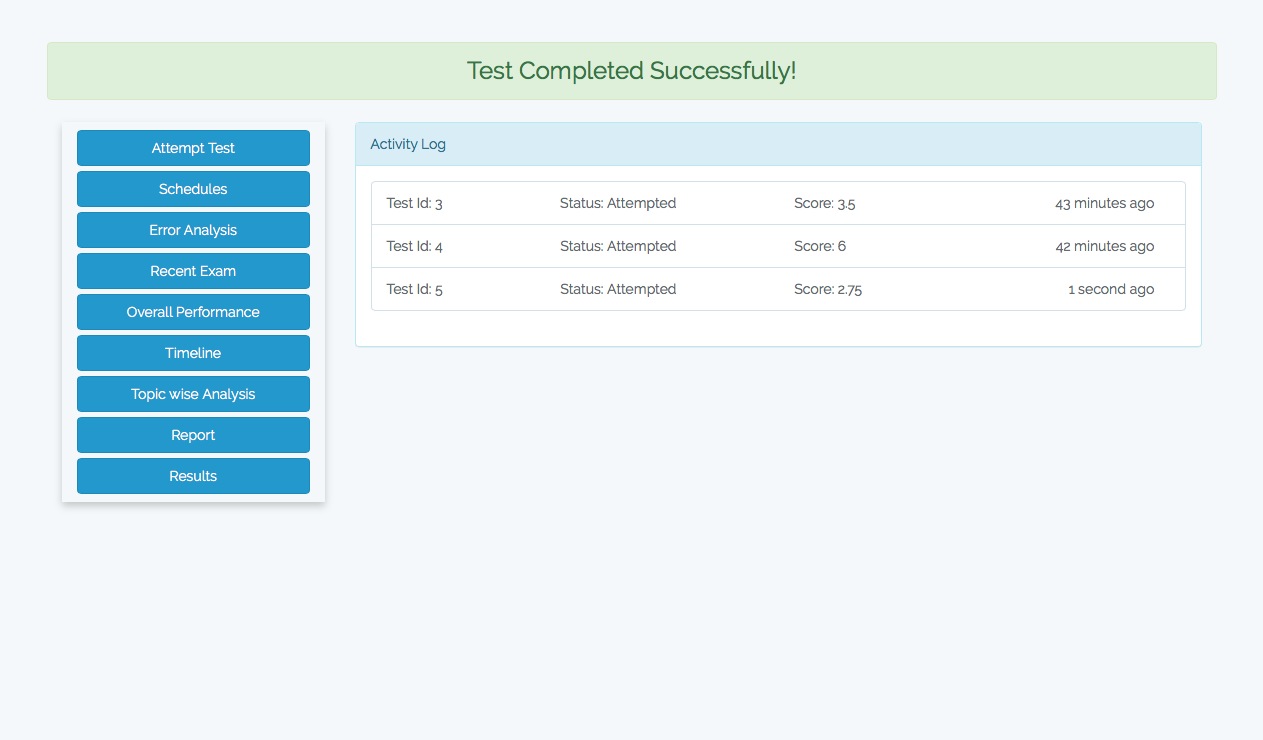 Test Completed Successfully!
Attempt Test
Schedules
Error Analysis
Recent Exam
Overall Performance
Timeline
Topic wise Analysis
Report
Results
Activity Log
Test Id: 3 Status: Attempted Score: 3.5 43 minutes ago
Test Id: 4 Status: Attempted Score: 6 42 minutes ago
Test Id: 5 Status: Attempted Score: 2.75 1 second ago